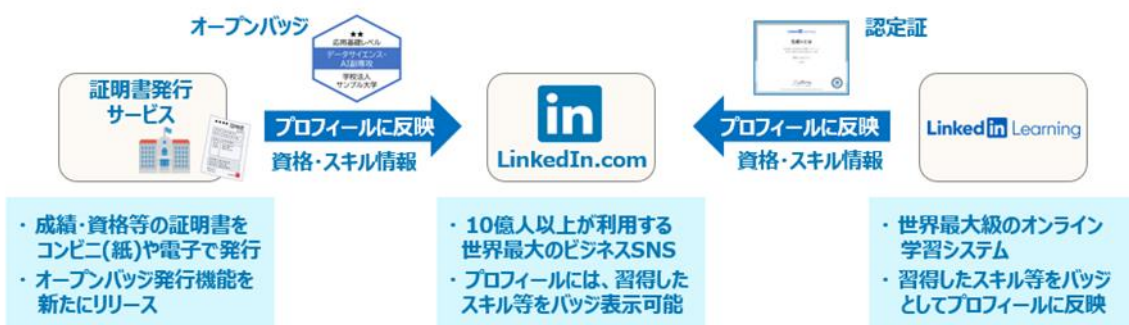 オープンバッジ
★★
応用基礎レベル
データサイエンス・
AI副専攻
学校法人
サンプル大学
認定証
証明書発行
サービス
プロフィールに反映
資格・スキル情報
in
LinkedIn.com
プロフィールに反映
資格・スキル情報
Linked in Learning
・成績・資格等の証明書を
コンビニ(紙)や電子で発行
・オープンバッジ発行機能を
新たにリリース
・10億人以上が利用する
世界最大のビジネスSNS
・プロフィールには、習得した
スキル等をバッジ表示可能
・世界最大級のオンライン
学習システム
・習得したスキル等をバッジ
としてプロフィールに反映